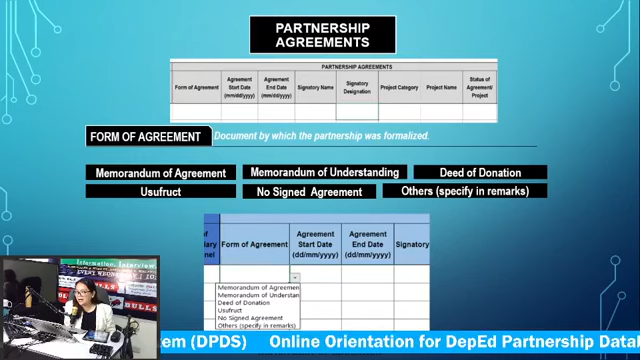 PARTNERSHIP
AGREEMENTS
PARTNERSHIP AGREEMENTS
Form of Agreement
Agreement
Start Date
(mm/dd/yyyy)
Agreement
End Date
(mm/dd/yyyy)
Signatory Name
Signatory
Designation
Project Category
Project Name
Status of
Agreement/
Project
FORM OF AGREEMENT
Document by which the partnership was formalized.
Memorandum of Agreement
Memorandum of Understanding
Deed of Donation
Usufruct
No Signed Agreement
Others (specify in remarks)
of
Form of Agreement
Agreement
Start Date
(dd/mm/yyyy)
Agreement
End Date
(dd/mm/yyyy)
Signatory
Memorandum of Agreemen
Memorandum of Understan
Deed of Donation
Usufruct
No Signed Agreement
Others (specify in remarks)
Information, Interview
BULLS
tem (DPDS) Online Orientation for DepEd Partnership Datab